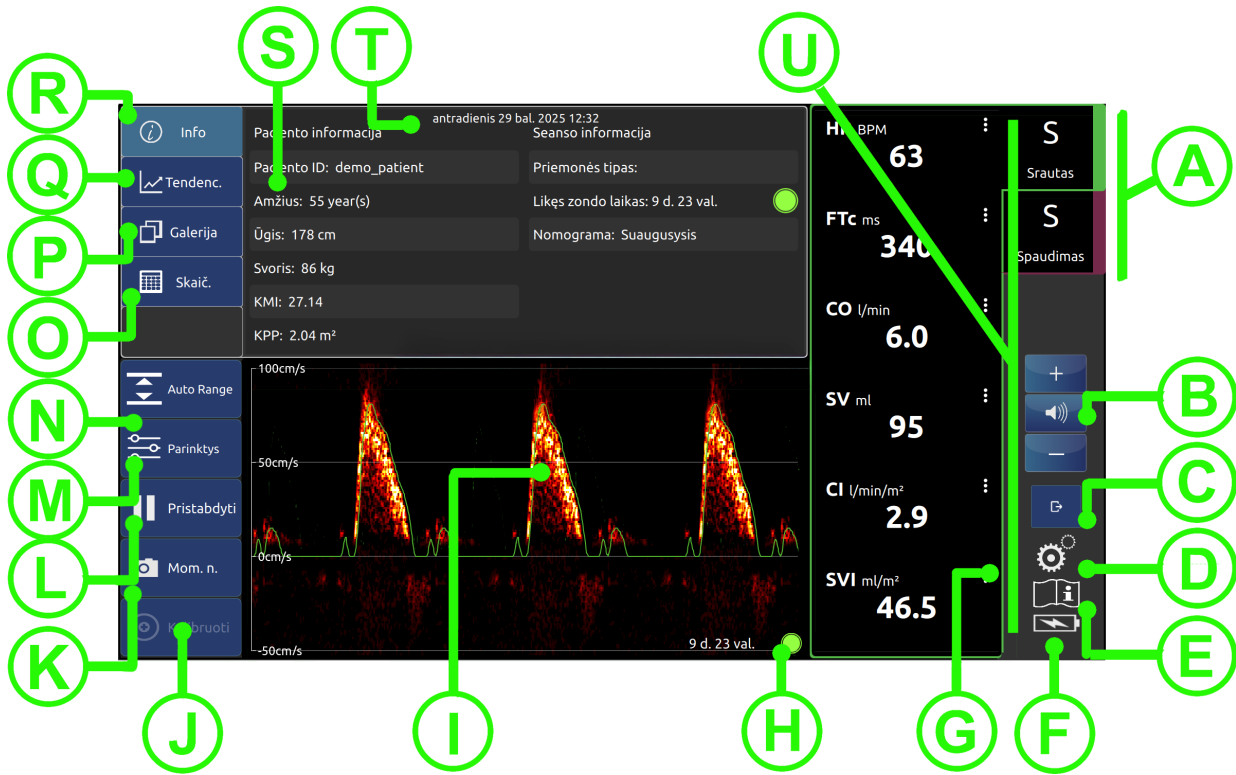 S
T
U
R
Q
P
O
N
M
L
K
J
I
H
G
F
E
D
C
B
A
antradienis 29 bal. 2025 12:32
Info
Tendenc.
Galerija
Skaič.
Auto Range
Parinktys
Pristabdyti
Mom. n.
Paciento informacija
Paciento ID: demo_patient
Amžius: 55 year(s)
Ūgis: 178 cm
Svoris: 86 kg
KMI: 27.14
KPP: 2.04 m²
Seanso informacija
Priemonės tipas:
Likęs zondo laikas: 9 d. 23 val.
Nomograma: Suaugusysis
100cm/s
50cm/s
0cm/s
-50cm/s
9 d. 23 val.
BPM
63
FTc ms
340
CO l/min
6.0
SV ml
95
CI l/min/m²
2.9
SVI ml/m²
46.5
S
Srautas
S
Spaudimas
+
−
i